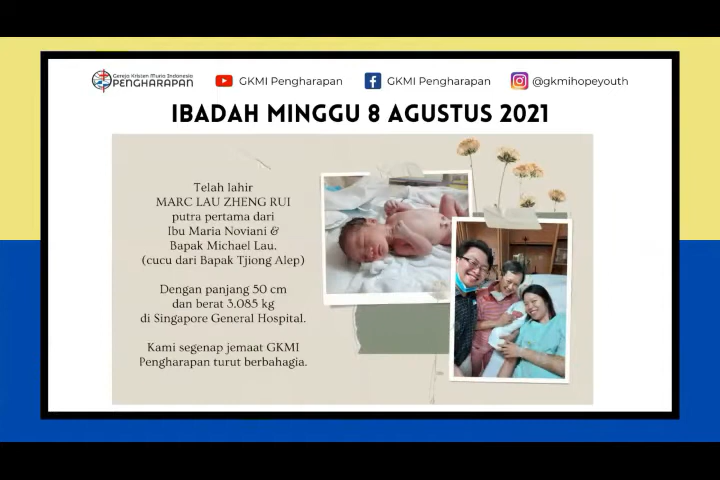 Gereja Kristen Muria Indonesia
PENGHARAPAN
GKMI Pengharapan
GKMI Pengharapan
@gkmihopeyouth
IBADAH MINGGU 8 AGUSTUS 2021
Telah lahir
MARC LAU ZHENG RUI
putra pertama dari
Ibu Maria Noviani &
Bapak Michael Lau.
(cucu dari Bapak Tjiong Alep)
Dengan panjang 50 cm
dan berat 3.085 kg
di Singapore General Hospital.
Kami segenap jemaat GKMI
Pengharapan turut berbahagia.